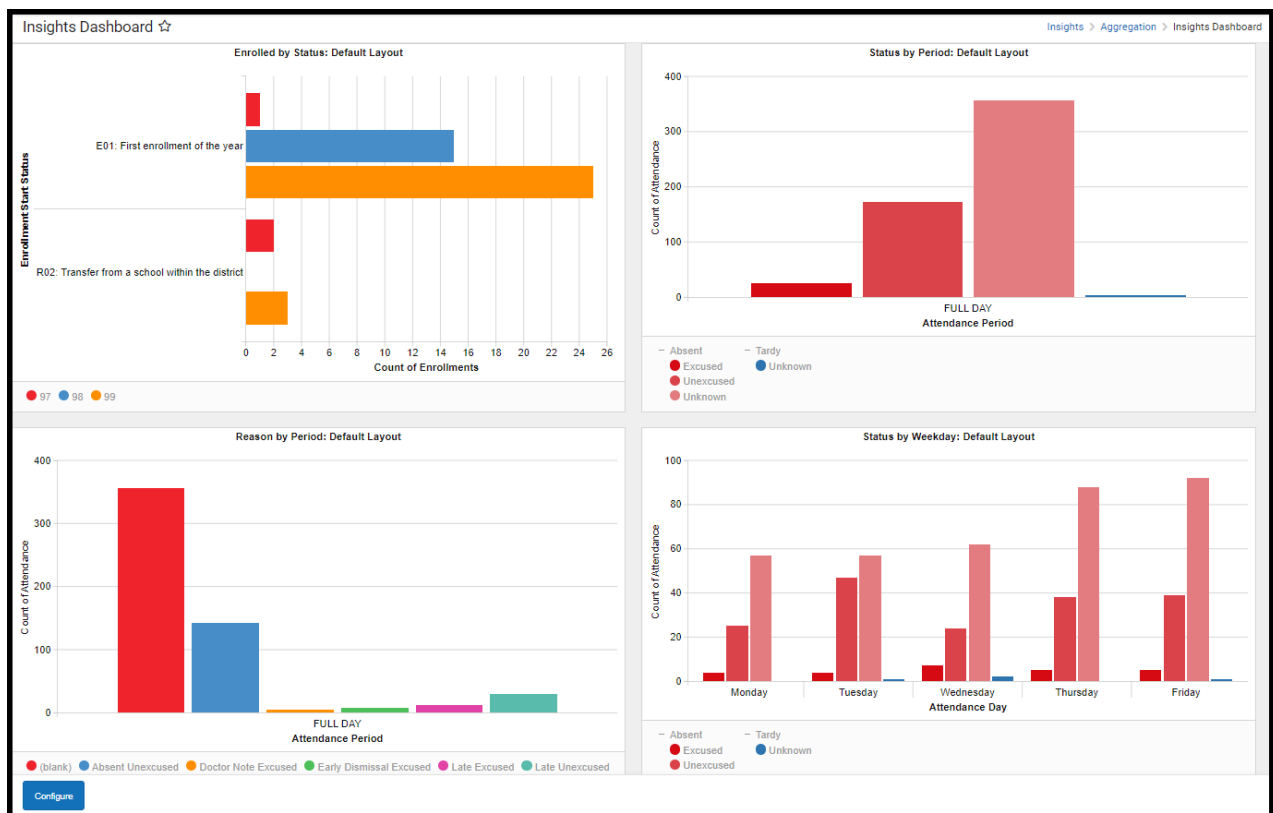 Insights Dashboard
Insights > Aggregation > Insights Dashboard
Enrolled by Status: Default Layout
Enrollment Start Status
E01: First enrollment of the year
R02: Transfer from a school within the district
0 2 4 6 8 10 12 14 16 18 20 22 24 26
Count of Enrollments
97 98 99
Status by Period: Default Layout
Count of Attendance
400
300
200
100
0
FULL DAY
Attendance Period
− Absent − Tardy
Excused Unknown
Unexcused
Unknown
Reason by Period: Default Layout
Count of Attendance
400
300
200
100
0
FULL DAY
Attendance Period
(blank) Absent Unexcused Doctor Note Excused Early Dismissal Excused Late Excused Late Unexcused
Status by Weekday: Default Layout
Count of Attendance
100
80
60
40
20
0
Monday Tuesday Wednesday Thursday Friday
Attendance Day
− Absent − Tardy
Excused Unknown
Unexcused
Configure